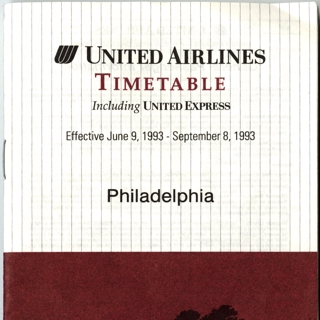 UNITED AIRLINES
TIMETABLE
Including UNITED EXPRESS
Effective June 9, 1993 - September 8, 1993
Philadelphia